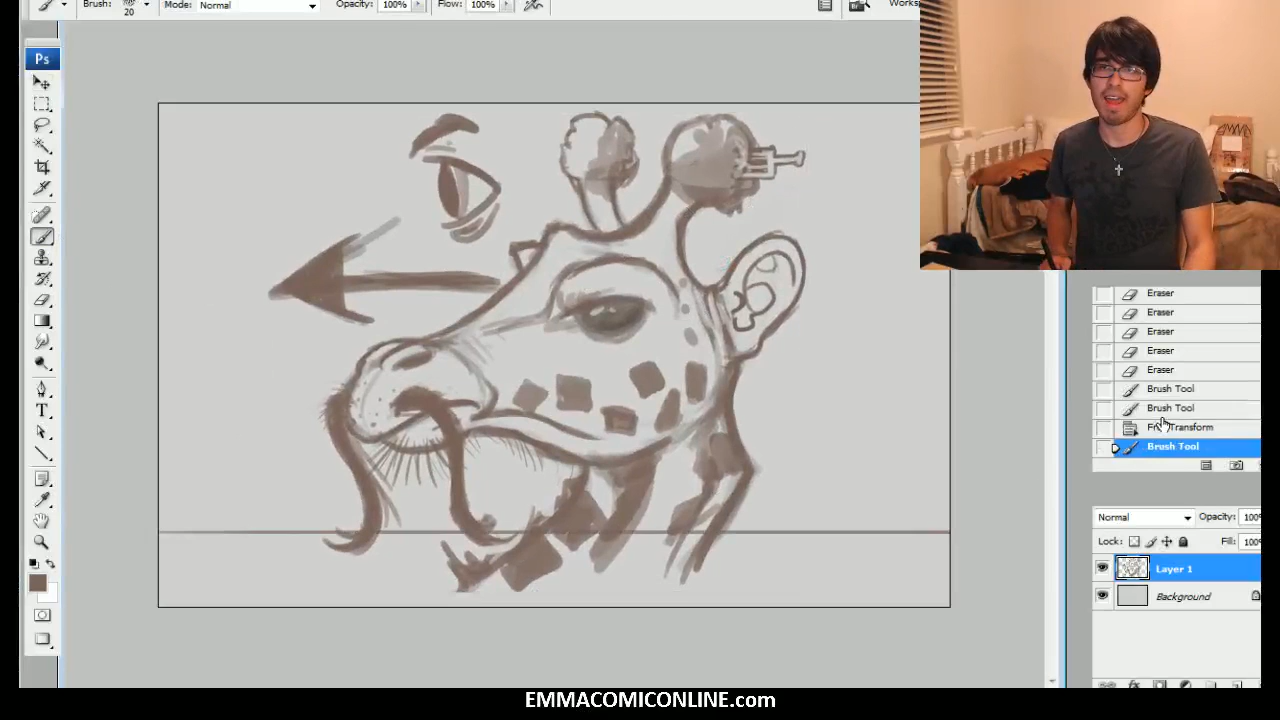 Brush:
20
Mode:
Normal
Opacity:
100%
Flow:
100%
Works
Ps
T
Eraser
Eraser
Eraser
Eraser
Eraser
Brush Tool
Brush Tool
Transform
Brush Tool
Normal
Opacity:
100
Lock:
Fill:
100
Layer 1
Background
EMMACOMICONLINE.com